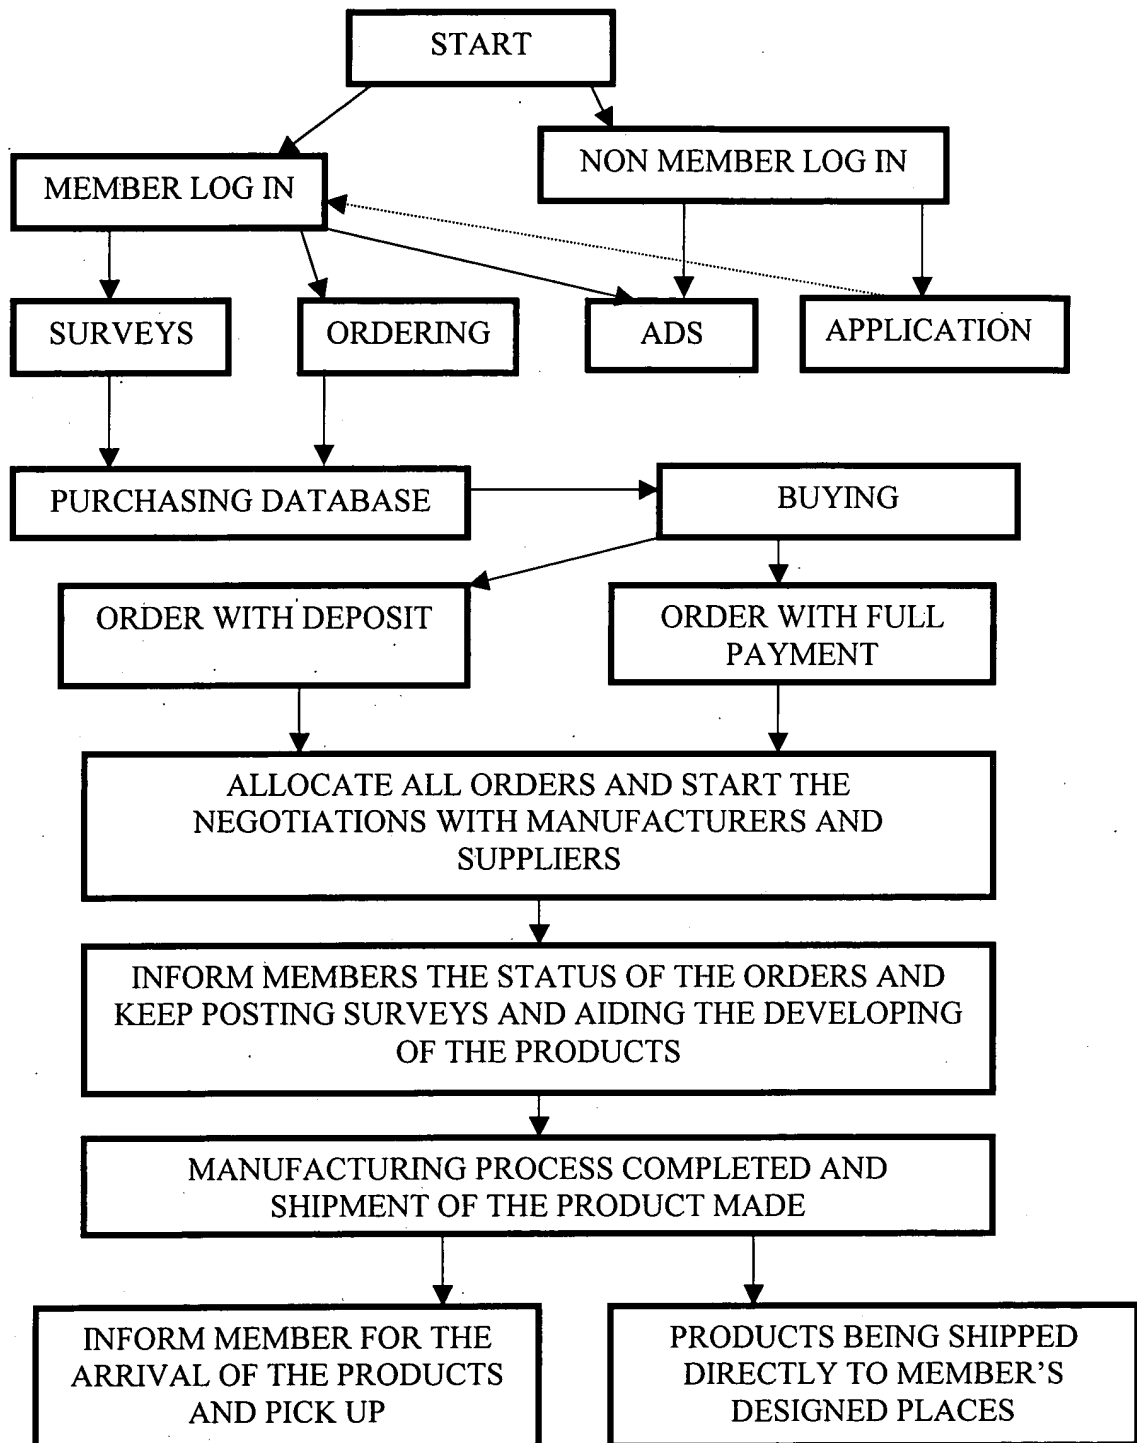 START
NON MEMBER LOG IN
MEMBER LOG IN
SURVEYS
ORDERING
ADS
APPLICATION
PURCHASING DATABASE
BUYING
ORDER WITH DEPOSIT
ORDER WITH FULL
PAYMENT
ALLOCATE ALL ORDERS AND START THE
NEGOTIATIONS WITH MANUFACTURERS AND
SUPPLIERS
INFORM MEMBERS THE STATUS OF THE ORDERS AND
KEEP POSTING SURVEYS AND AIDING THE DEVELOPING
OF THE PRODUCTS
MANUFACTURING PROCESS COMPLETED AND
SHIPMENT OF THE PRODUCT MADE
INFORM MEMBER FOR THE
ARRIVAL OF THE PRODUCTS
AND PICK UP
PRODUCTS BEING SHIPPED
DIRECTLY TO MEMBER'S
DESIGNED PLACES